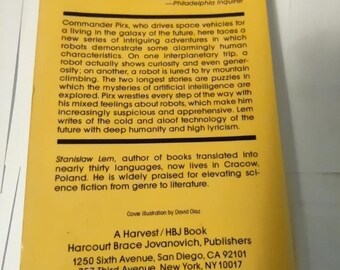 —Philadelphia Inquirer
Commander Pirx, who drives space vehicles for
a living in the galaxy of the future, here faces a
new series of intriguing adventures in which
robots demonstrate some alarmingly human
characteristics. On one interplanetary trip, a
robot actually shows curiosity and even gener-
osity; on another, a robot is lured to try mountain
climbing. The two longest stories are puzzles in
which the mysteries of artificial intelligence are
explored. Pirx wrestles every step of the way with
his mixed feelings about robots, which make him
increasingly suspicious and apprehensive. Lem
writes of the cold and aloof technology of the
future with deep humanity and high lyricism.
Stanislaw Lem, author of books translated into
nearly thirty languages, now lives in Cracow,
Poland. He is widely praised for elevating sci-
ence fiction from genre to literature.
Cover illustration by David Diaz
A Harvest/HBJ Book
Harcourt Brace Jovanovich, Publishers
1250 Sixth Avenue, San Diego, CA 92101
757 Third Avenue, New York, NY 10017